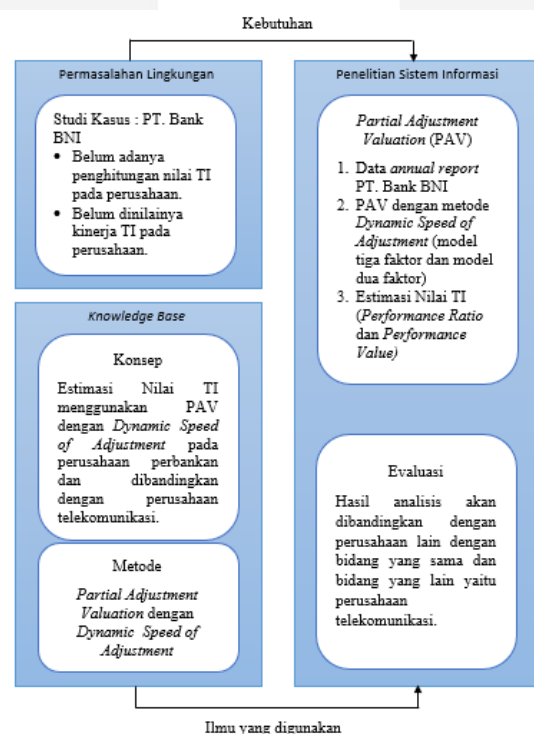 Kebutuhan
Permasalahan Lingkungan
Studi Kasus : PT. Bank
BNI
• Belum adanya
penghitungan nilai TI
pada perusahaan.
• Belum dinilainya
kinerja TI pada
perusahaan.
Knowledge Base
Konsep
Estimasi Nilai TI
menggunakan PAV
dengan Dynamic Speed
of Adjustment pada
perusahaan perbankan
dan dibandingkan
dengan perusahaan
telekomunikasi.
Metode
Partial Adjustment
Valuation dengan
Dynamic Speed of
Adjustment
Penelitian Sistem Informasi
Partial Adjustment
Valuation (PAV)
1. Data annual report
PT. Bank BNI
2. PAV dengan metode
Dynamic Speed of
Adjustment (model
tiga faktor dan model
dua faktor)
3. Estimasi Nilai TI
(Performance Ratio
dan Performance
Value)
Evaluasi
Hasil analisis akan
dibandingkan dengan
perusahaan lain dengan
bidang yang sama dan
bidang yang lain yaitu
perusahaan
telekomunikasi.
Ilmu yang digunakan